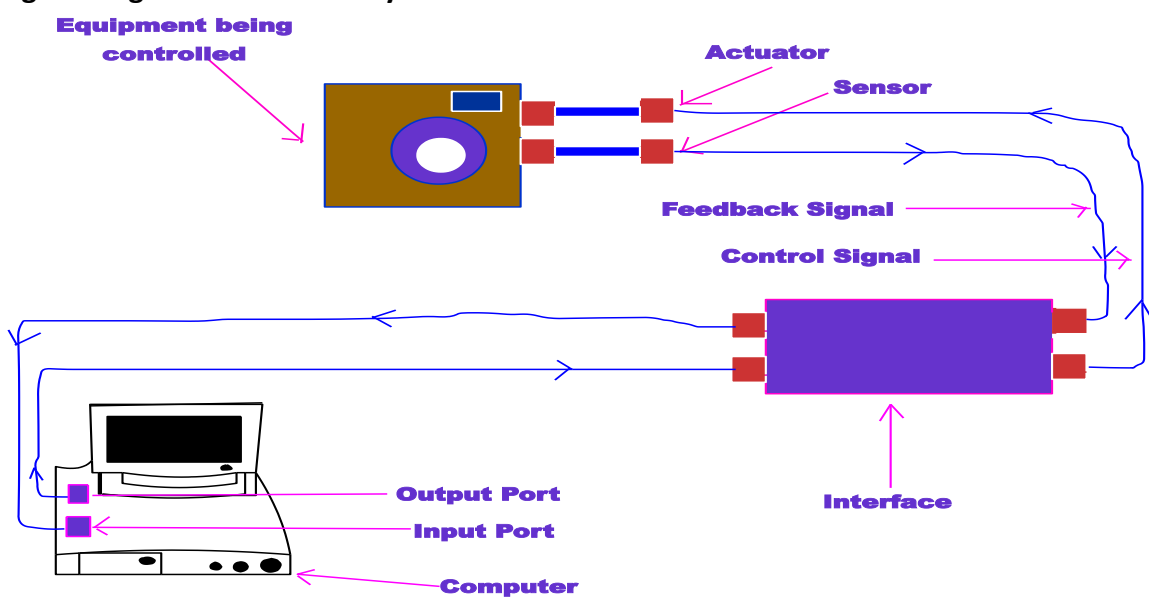 Equipment being
controlled
Actuator
Sensor
Feedback Signal
Control Signal
Interface
Output Port
Input Port
Computer